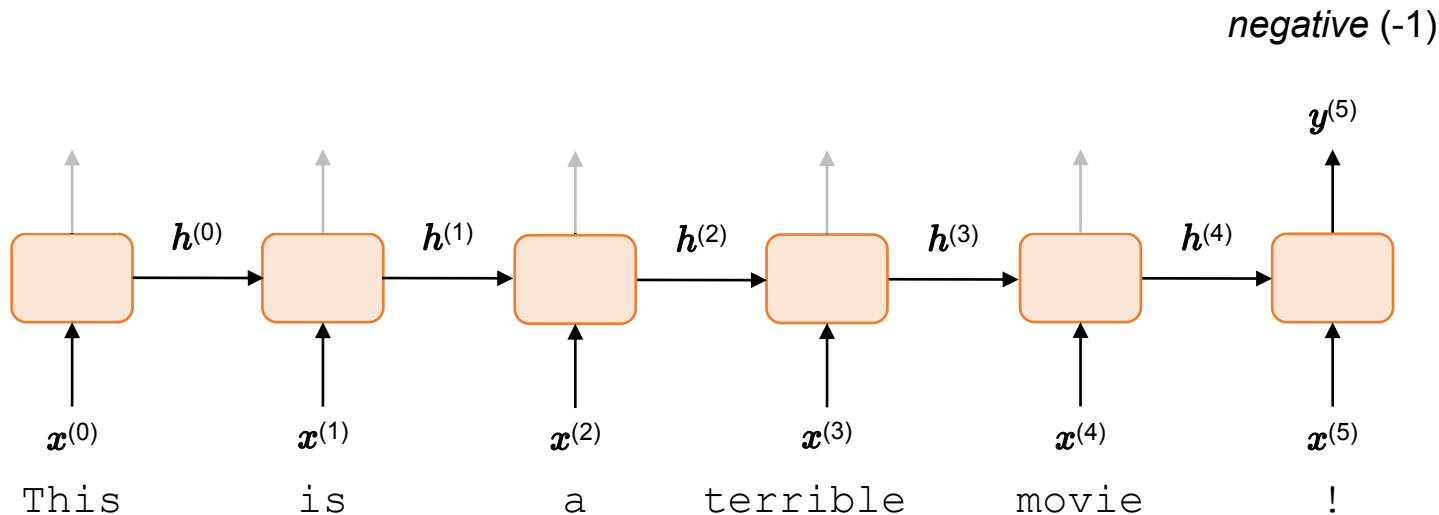 negative (-1)
y(5)
h(0) h(1) h(2) h(3) h(4)
x(0) x(1) x(2) x(3) x(4) x(5)
This is a terrible movie !